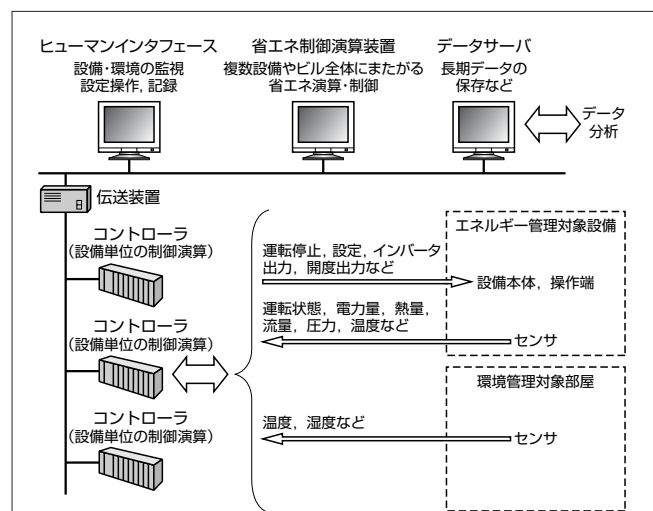 ヒューマンインタフェース
設備・環境の監視
設定操作, 記録
省エネ制御演算装置
複数設備やビル全体にまたがる
省エネ演算・制御
データサーバ
長期データの
保存など
データ
分析
伝送装置
コントローラ
(設備単位の制御演算)
コントローラ
(設備単位の制御演算)
コントローラ
(設備単位の制御演算)
運転停止, 設定, インバータ
出力, 開度出力など
運転状態, 電力量, 熱量,
流量, 圧力, 温度など
温度, 湿度など
エネルギー管理対象設備
設備本体, 操作端
センサ
環境管理対象部屋
センサ